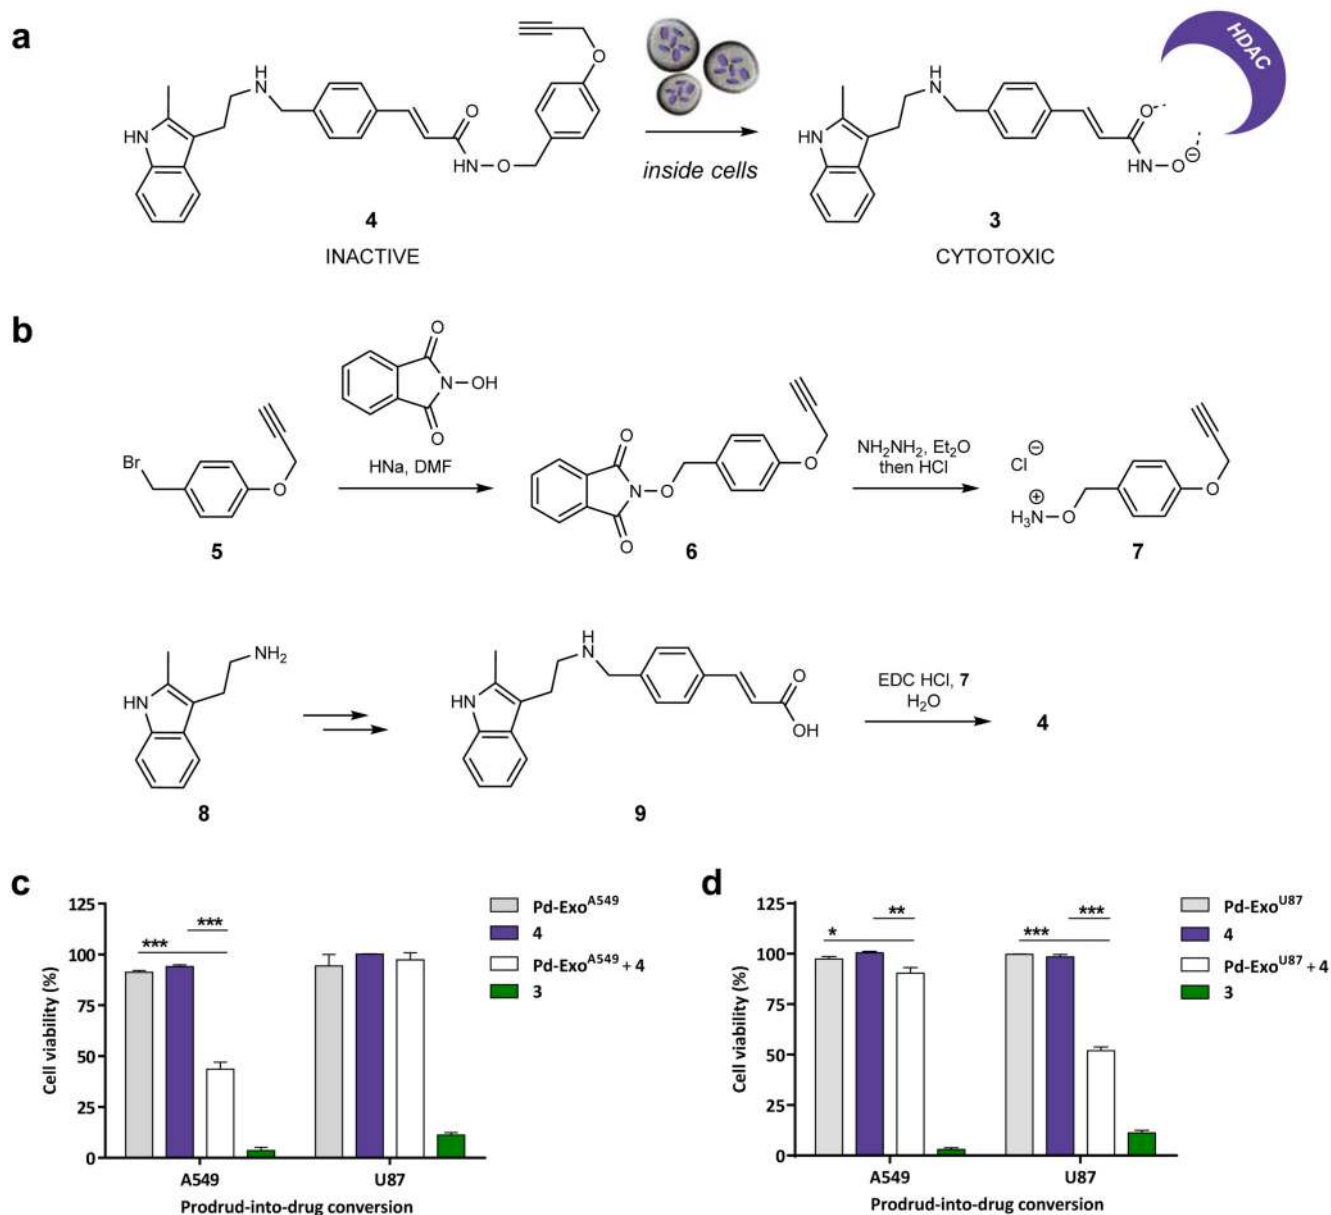 a
HDAC
H
N
HN
O
HN
O
O
inside cells
H
N
HN
O
HN
O
⊖
4
INACTIVE
3
CYTOTOXIC
b
O
N
OH
O
Br
O
HNa, DMF
O
N
O
O
O
NH2NH2, Et2O
then HCl
Cl
⊖
⊕
H3N
O
O
5
6
7
NH2
HN
H
N
HN
O
OH
EDC HCl, 7
H2O
4
8
9
c
125
100
75
50
25
0
Cell viability (%)
***
***
A549
U87
Prodrud-into-drug conversion
Pd-Exo^A549
4
Pd-Exo^A549 + 4
3
d
125
100
75
50
25
0
Cell viability (%)
*
**
***
***
A549
U87
Prodrud-into-drug conversion
Pd-Exo^U87
4
Pd-Exo^U87 + 4
3